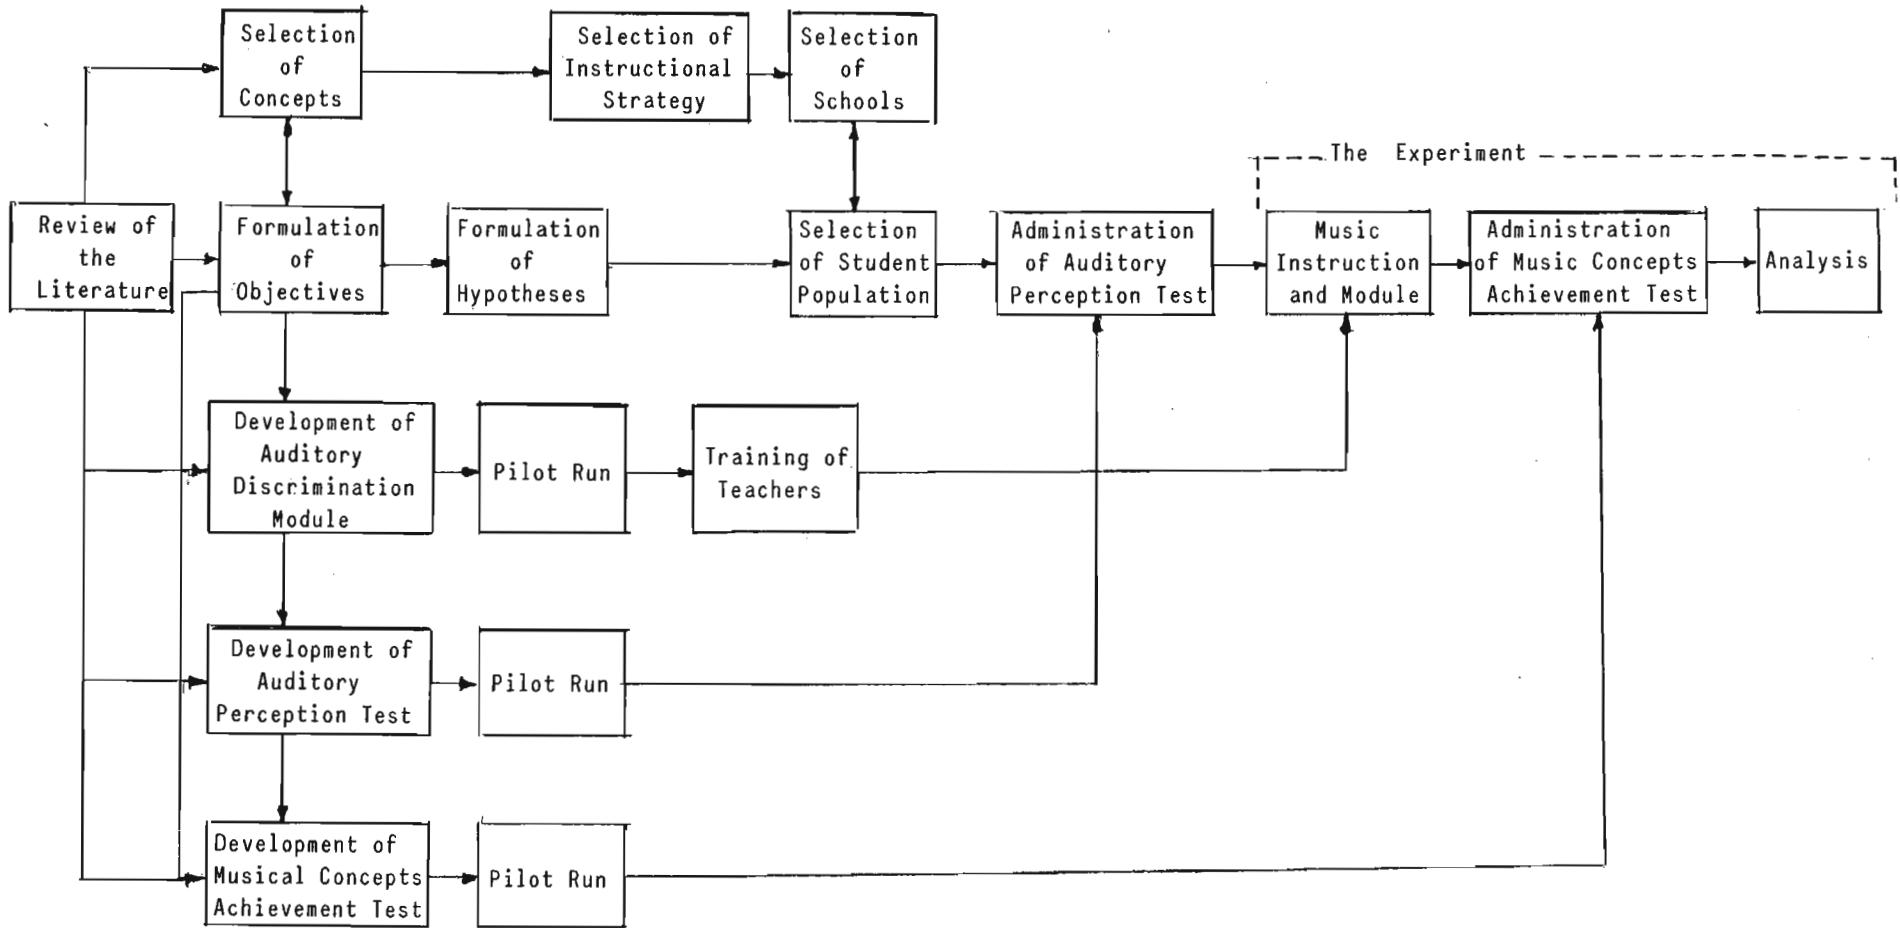 Selection
of
Concepts
Selection of
Instructional
Strategy
Selection
of
Schools
The Experiment
Review of
the
Literature
Formulation
of
Objectives
Formulation
of
Hypotheses
Selection
of Student
Population
Administration
of Auditory
Perception Test
Music
Instruction
and Module
Administration
of Music Concepts
Achievement Test
Analysis
Development of
Auditory
Discrimination
Module
Pilot Run
Training of
Teachers
Development of
Auditory
Perception Test
Pilot Run
Development of
Musical Concepts
Achievement Test
Pilot Run